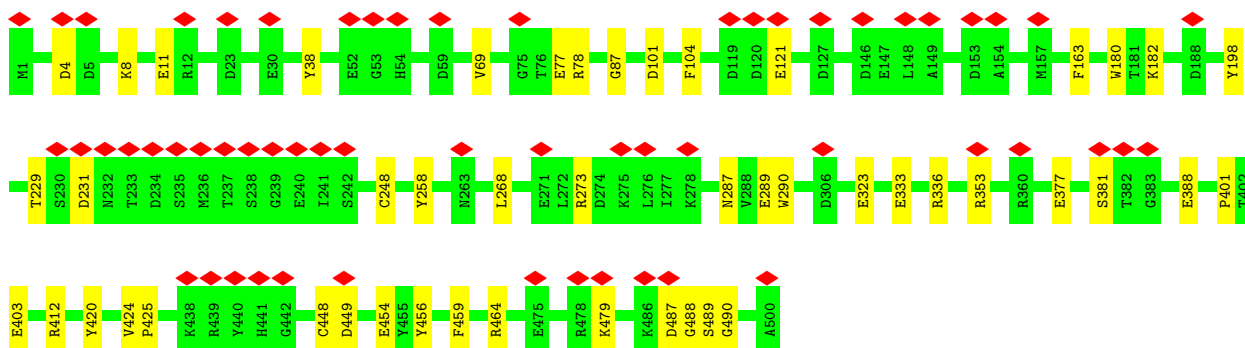 M1 D4 D5 K8 E11 R12 D23 E30 Y38 E52 G53 H54 D59 V69 G75 T76 E77 R78 G87 D101 F104 D119 D120 E121 D127 D146 E147 L148 A149 D153 A154 M157 F163 W180 T181 K182 D188 Y198
T229 S230 D231 N232 T233 D234 S235 M236 T237 S238 G239 E240 I241 S242 C248 Y258 N263 L268 E271 L272 R273 D274 K275 L276 I277 K278 N287 V288 E289 W290 D306 E323 E333 R336 R353 R360 E377 S381 T382 G383 E388 P401 T402
E403 R412 Y420 V424 P425 K438 R439 Y440 H441 G442 C448 D449 E454 Y455 Y456 F459 R464 E475 R478 K479 K486 D487 G488 S489 G490 A500